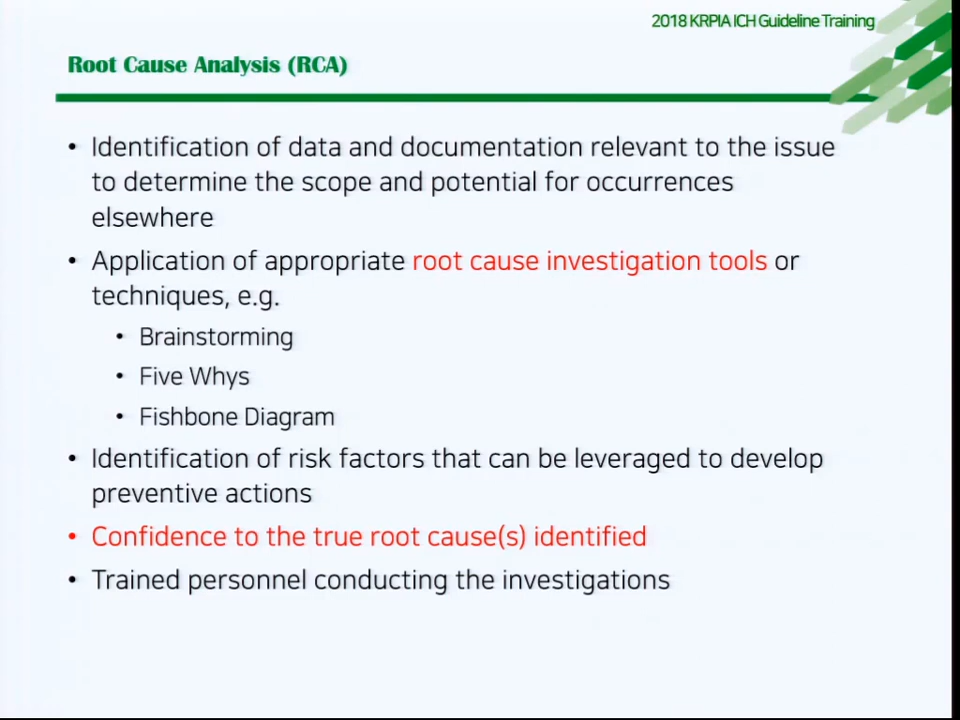 2018 KRPIA ICH Guideline Training
Root Cause Analysis (RCA)
• Identification of data and documentation relevant to the issue
to determine the scope and potential for occurrences
elsewhere
• Application of appropriate root cause investigation tools or
techniques, e.g.
• Brainstorming
• Five Whys
• Fishbone Diagram
• Identification of risk factors that can be leveraged to develop
preventive actions
• Confidence to the true root cause(s) identified
• Trained personnel conducting the investigations